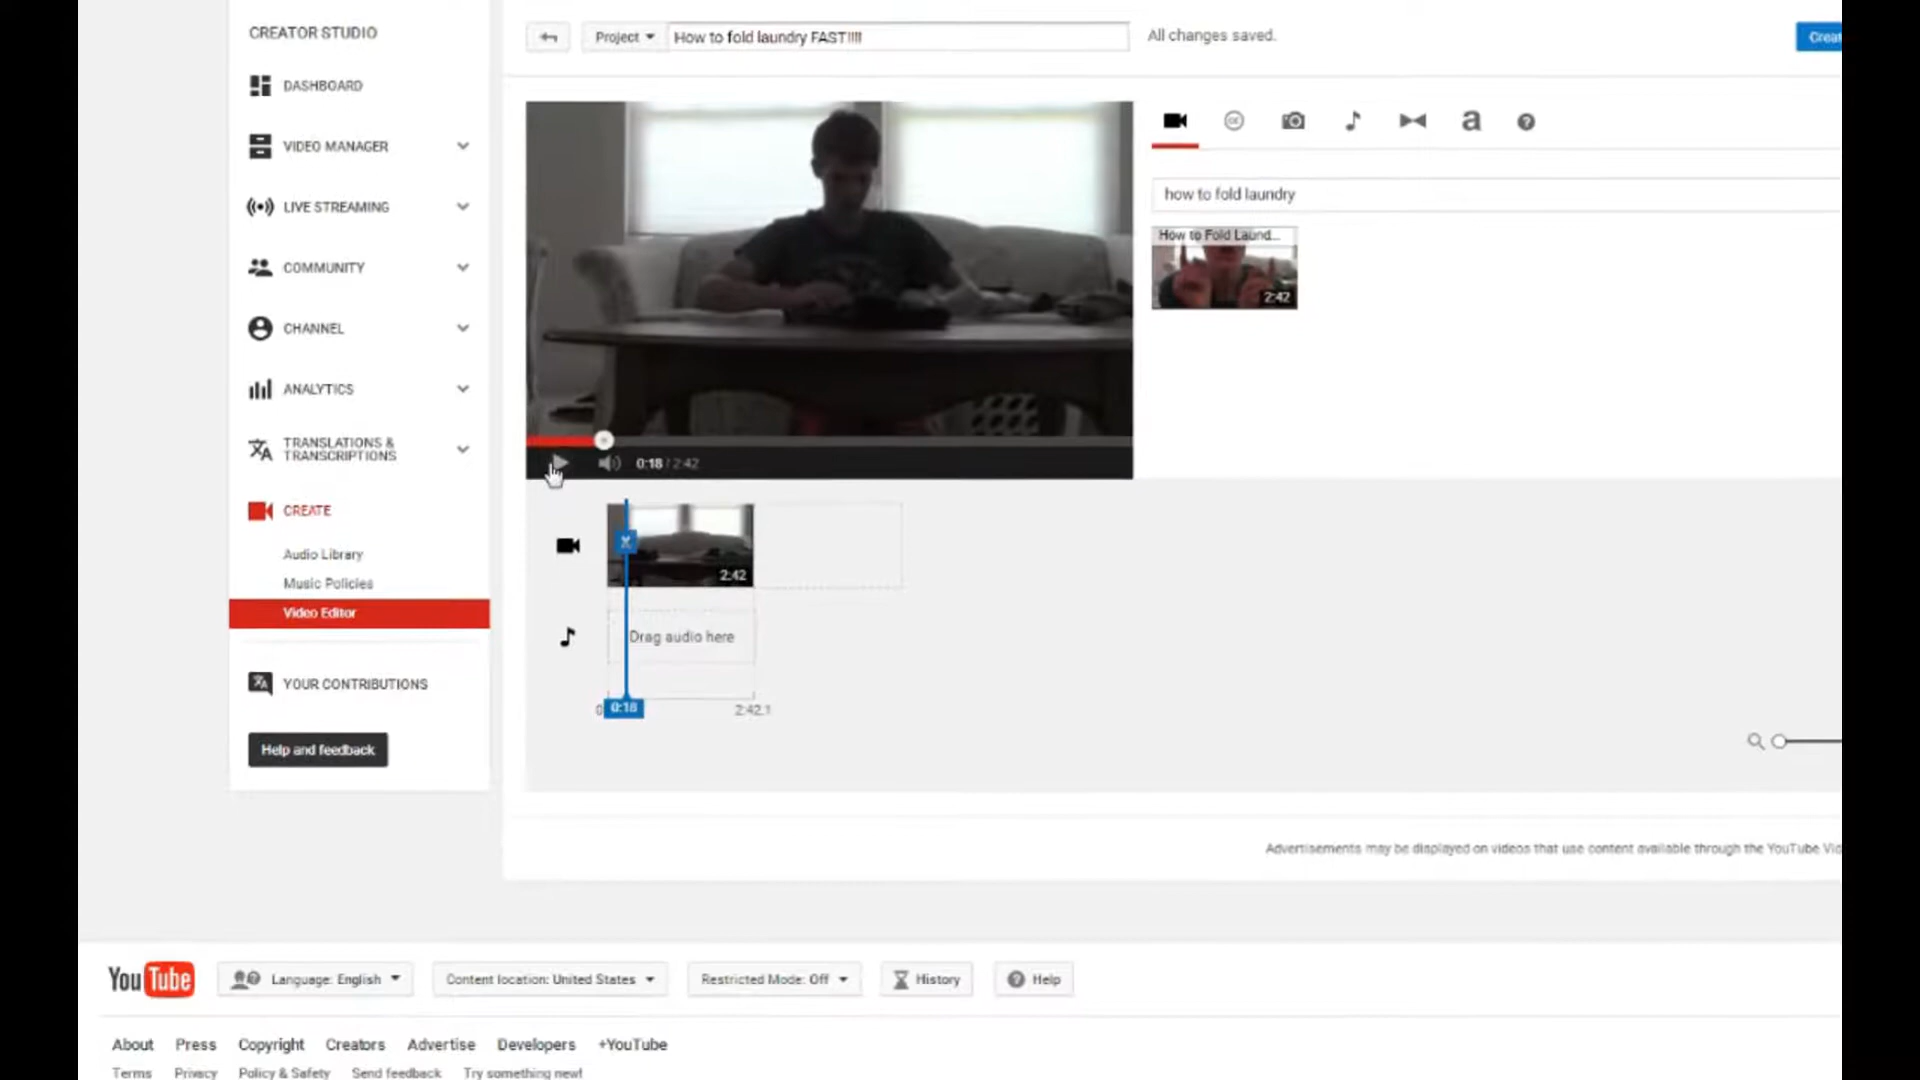 CREATOR STUDIO
DASHBOARD
VIDEO MANAGER
LIVE STREAMING
COMMUNITY
CHANNEL
ANALYTICS
TRANSLATIONS &
TRANSCRIPTIONS
CREATE
Audio Library
Music Policies
Video Editor
YOUR CONTRIBUTIONS
Help and feedback
Project
How to fold laundry FAST!!!!
All changes saved.
Creat
cc
a
?
how to fold laundry
How to Fold Laund...
2:42
0:18 / 2:42
2:42
Drag audio here
0
0:18
2:42.1
Advertisements may be displayed on videos that use content available through the YouTube Vid
YouTube
Language: English
Content location: United States
Restricted Mode: Off
History
Help
About Press Copyright Creators Advertise Developers +YouTube
Terms Privacy Policy & Safety Send feedback Try something new!